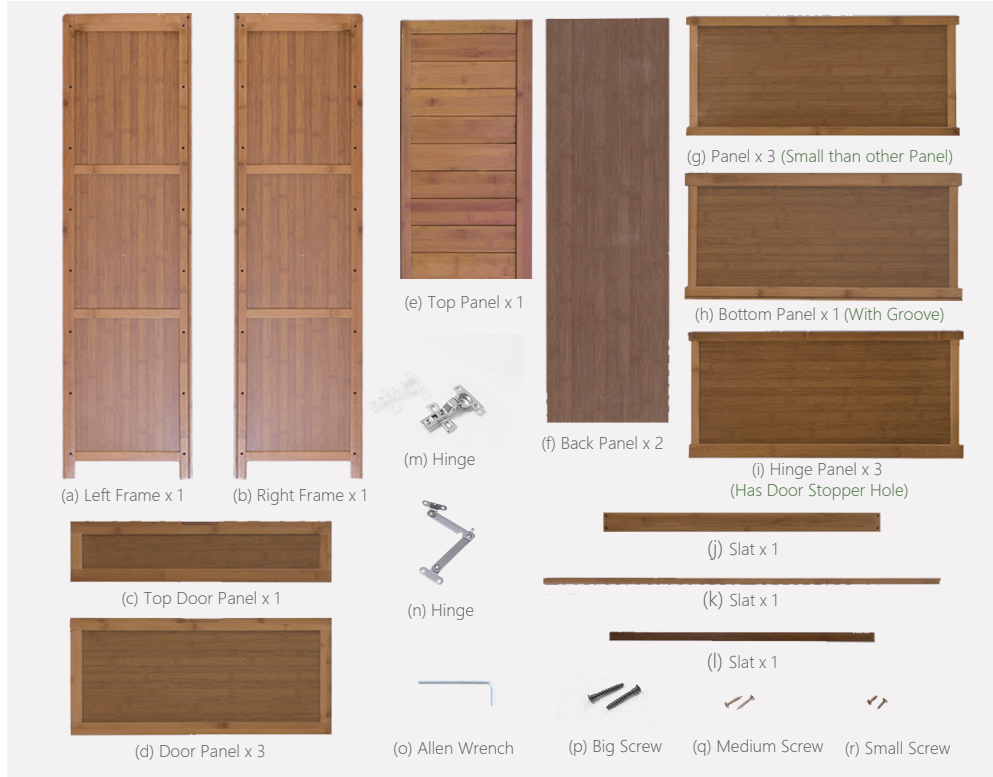 (a) Left Frame x 1
(b) Right Frame x 1
(c) Top Door Panel x 1
(d) Door Panel x 3
(e) Top Panel x 1
(m) Hinge
(n) Hinge
(o) Allen Wrench
(f) Back Panel x 2
(g) Panel x 3 (Small than other Panel)
(h) Bottom Panel x 1 (With Groove)
(i) Hinge Panel x 3
(Has Door Stopper Hole)
(j) Slat x 1
(k) Slat x 1
(l) Slat x 1
(p) Big Screw
(q) Medium Screw
(r) Small Screw